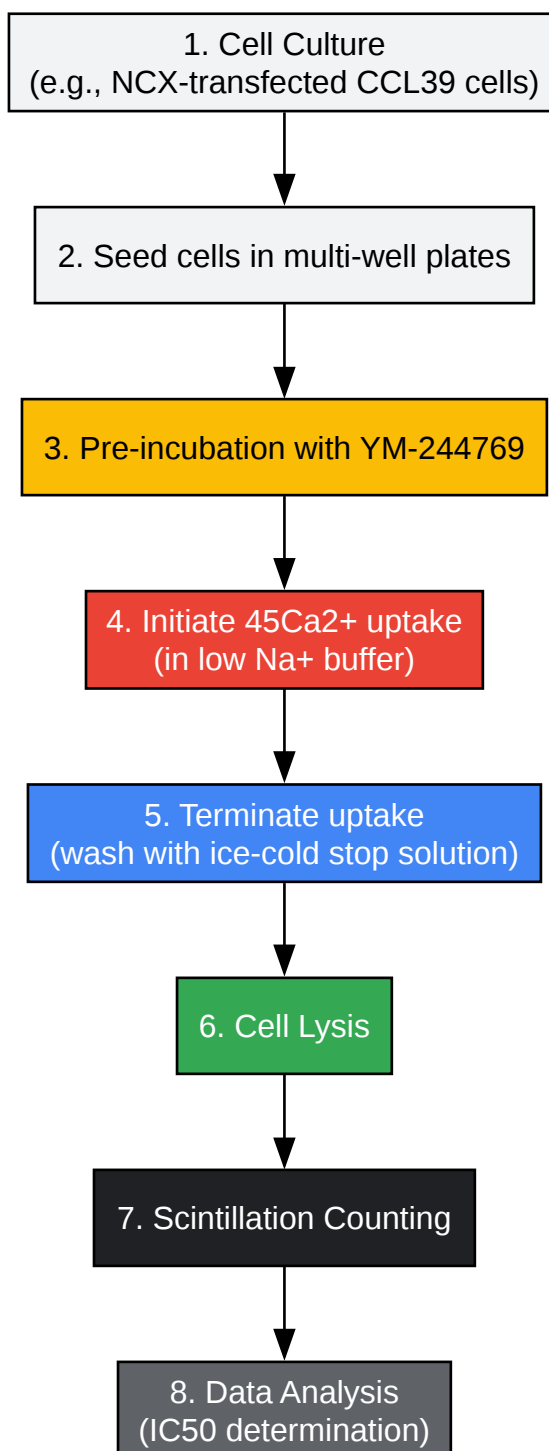 1. Cell Culture
(e.g., NCX-transfected CCL39 cells)
2. Seed cells in multi-well plates
3. Pre-incubation with YM-244769
4. Initiate 45Ca2+ uptake
(in low Na+ buffer)
5. Terminate uptake
(wash with ice-cold stop solution)
6. Cell Lysis
7. Scintillation Counting
8. Data Analysis
(IC50 determination)